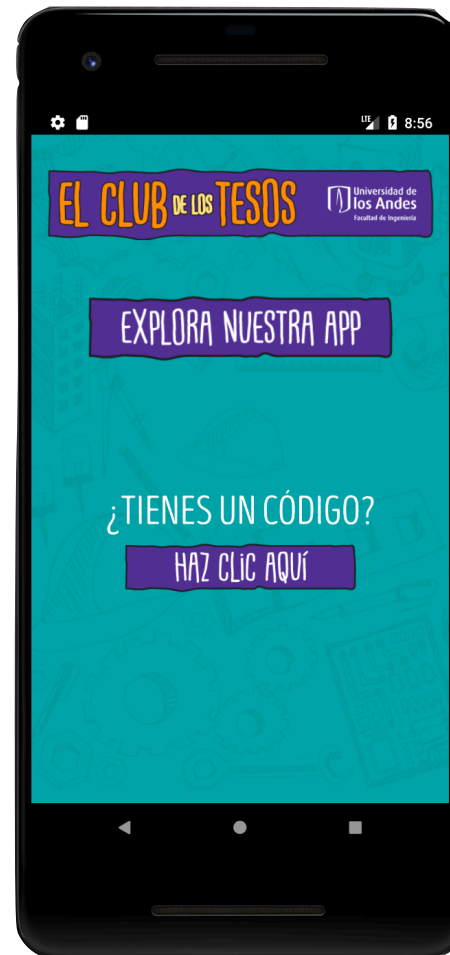 LTE 8:56
EL CLUB DE LOS TESOS
Universidad de
los Andes
Facultad de Ingeniería
EXPLORA NUESTRA APP
¿TIENES UN CÓDIGO?
HAZ CLIC AQUÍ